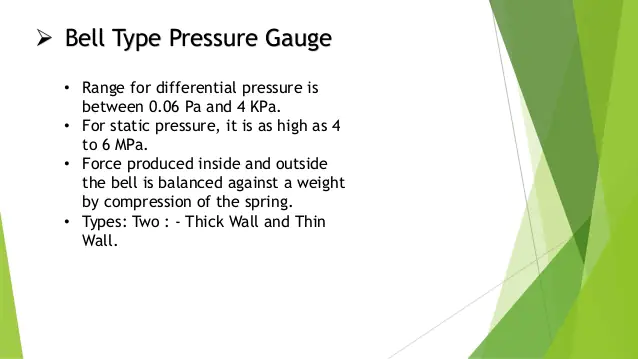 ➢ Bell Type Pressure Gauge
• Range for differential pressure is
between 0.06 Pa and 4 KPa.
• For static pressure, it is as high as 4
to 6 MPa.
• Force produced inside and outside
the bell is balanced against a weight
by compression of the spring.
• Types: Two : - Thick Wall and Thin
Wall.